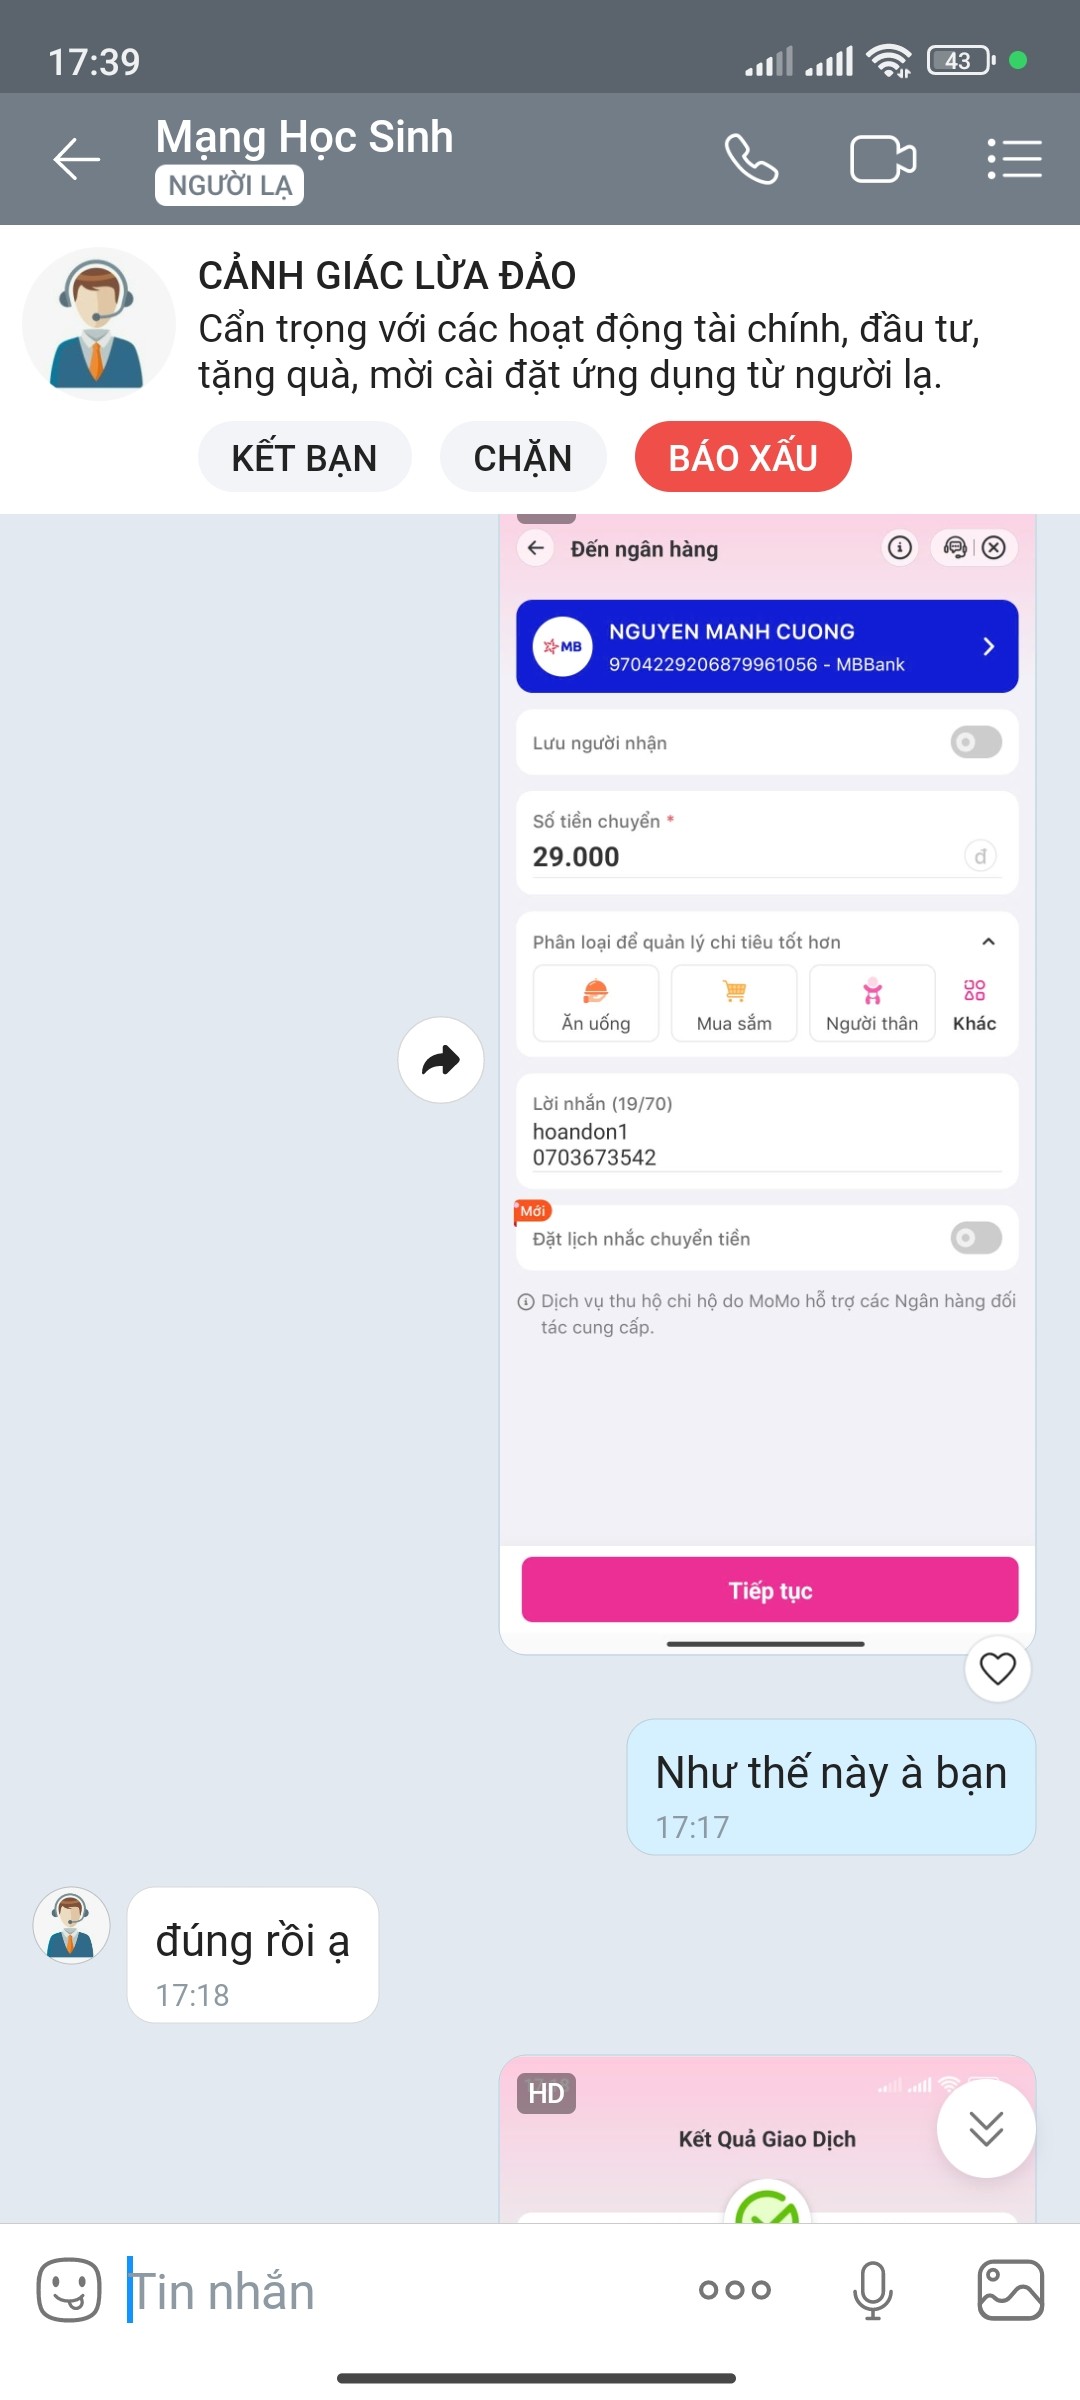 17:39
43
Mạng Học Sinh
NGƯỜI LẠ
CẢNH GIÁC LỪA ĐẢO
Cẩn trọng với các hoạt động tài chính, đầu tư,
tặng quà, mời cài đặt ứng dụng từ người lạ.
KẾT BẠN
CHẶN
BÁO XẤU
Đến ngân hàng
NGUYEN MANH CUONG
MB
9704229206879961056 - MBBank
Lưu người nhận
Số tiền chuyển *
29.000
đ
Phân loại để quản lý chi tiêu tốt hơn
Ăn uống
Mua sắm
Người thân
Khác
Lời nhắn (19/70)
hoandon1
0703673542
Mới
Đặt lịch nhắc chuyển tiền
Dịch vụ thu hộ chi hộ do MoMo hỗ trợ các Ngân hàng đối
tác cung cấp.
Tiếp tục
Như thế này à bạn
17:17
đúng rồi ạ
17:18
HD
Kết Quả Giao Dịch
Tin nhắn